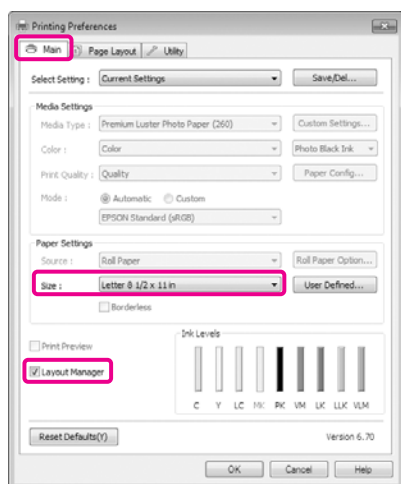 Printing Preferences
Main Page Layout Utility
Select Setting : Current Settings Save/Del...
Media Settings
Media Type : Premium Luster Photo Paper (260) Custom Settings...
Color : Color Photo Black Ink
Print Quality : Quality Paper Config...
Mode : Automatic Custom
EPSON Standard (sRGB)
Paper Settings
Source : Roll Paper Roll Paper Option...
Size : Letter 8 1/2 x 11 in User Defined...
Borderless
Ink Levels
Print Preview
Layout Manager
C Y LC MK PK VM LK LLK VLM
Reset Defaults(Y) Version 6.70
OK Cancel Help